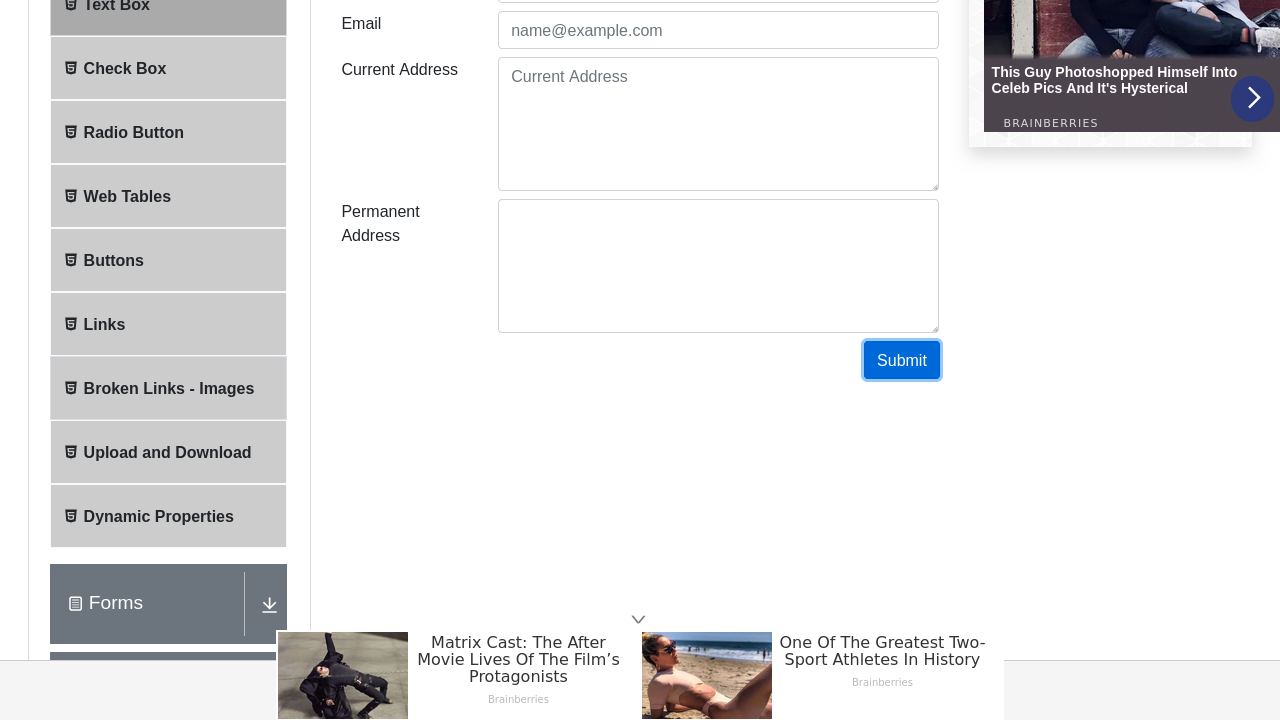 Text Box
Check Box
Radio Button
Web Tables
Buttons
Links
Broken Links - Images
Upload and Download
Dynamic Properties
Forms
Email
name@example.com
Current Address
Current Address
Permanent
Address
Submit
This Guy Photoshopped Himself Into
Celeb Pics And It's Hysterical
BRAINBERRIES
Matrix Cast: The After
Movie Lives Of The Film’s
Protagonists
Brainberries
One Of The Greatest Two-
Sport Athletes In History
Brainberries